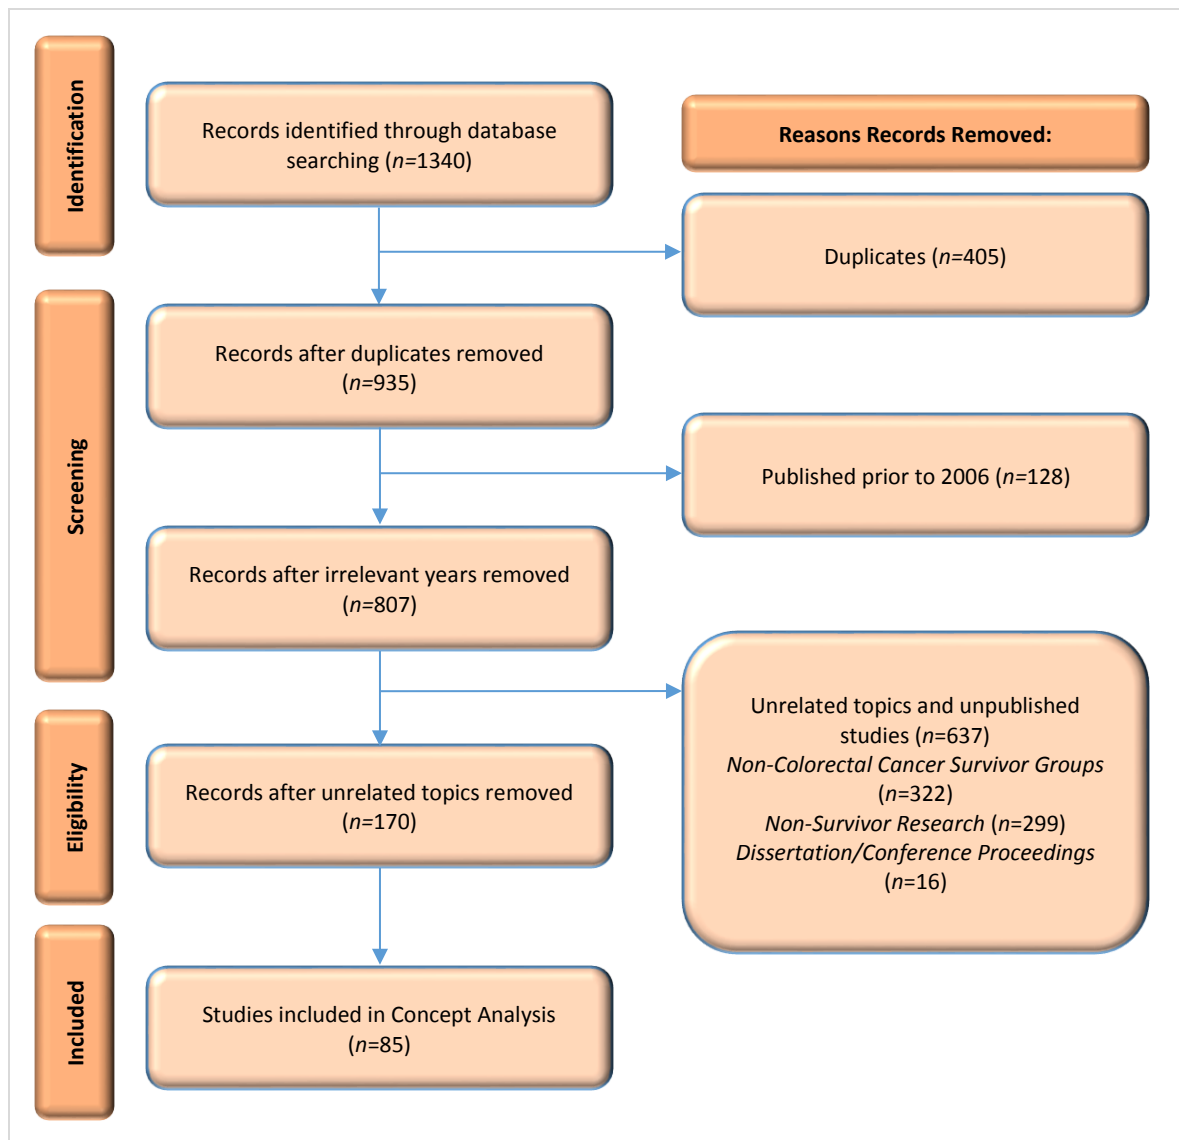 Identification
Records identified through database
searching (n=1340)
Reasons Records Removed:
Duplicates (n=405)
Screening
Records after duplicates removed
(n=935)
Published prior to 2006 (n=128)
Records after irrelevant years removed
(n=807)
Unrelated topics and unpublished
studies (n=637)
Non-Colorectal Cancer Survivor Groups
(n=322)
Non-Survivor Research (n=299)
Dissertation/Conference Proceedings
(n=16)
Eligibility
Records after unrelated topics removed
(n=170)
Included
Studies included in Concept Analysis
(n=85)